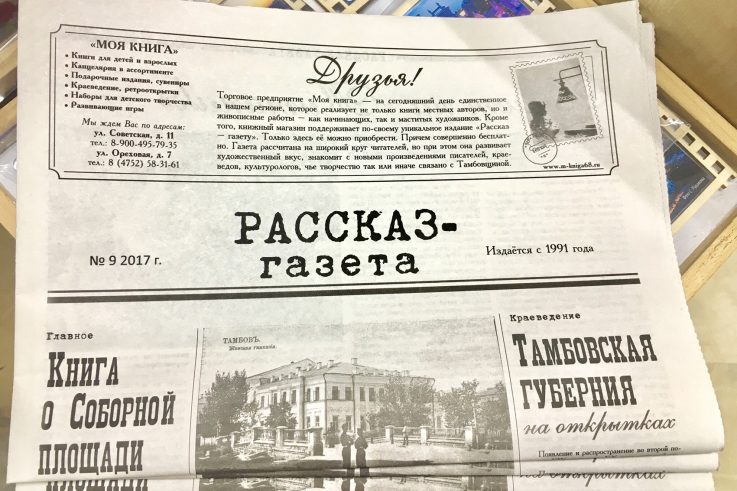 «МОЯ КНИГА»
• Книги для детей и взрослых
• Канцелярия в ассортименте
• Подарочные издания, сувениры
• Краеведение, ретрооткрытки
• Наборы для детского творчества
• Развивающие игры
Мы ждем Вас по адресам:
ул. Советская, д. 11
тел.: 8-900-495-79-35
ул. Ореховая, д. 7
тел.: 8 (4752) 58-31-61
Друзья!
Торговое предприятие «Моя книга» — на сегодняшний день единственное
в нашем регионе, которое реализует не только книги местных авторов, но и
живописные работы — как начинающих, так и маститых художников. Кроме
того, книжный магазин поддерживает по-своему уникальное издание «Рассказ
— газету». Только здесь её можно приобрести. Причем совершенно бесплат-
но. Газета рассчитана на широкий круг читателей, но при этом она развивает
художественный вкус, знакомит с новыми произведениями писателей, крае-
ведов, культурологов, чье творчество так или иначе связано с Тамбовщиной.
www.m-kniga68.ru
РАССКАЗ-
газета
№ 9 2017 г.
Издаётся с 1991 года
Главное
Книга
о Соборной
площади
ТАМБОВЪ.
Женская гимназія.
Краеведение
Тамбовская
губерния
на открытках
Появление и распространение во второй по-